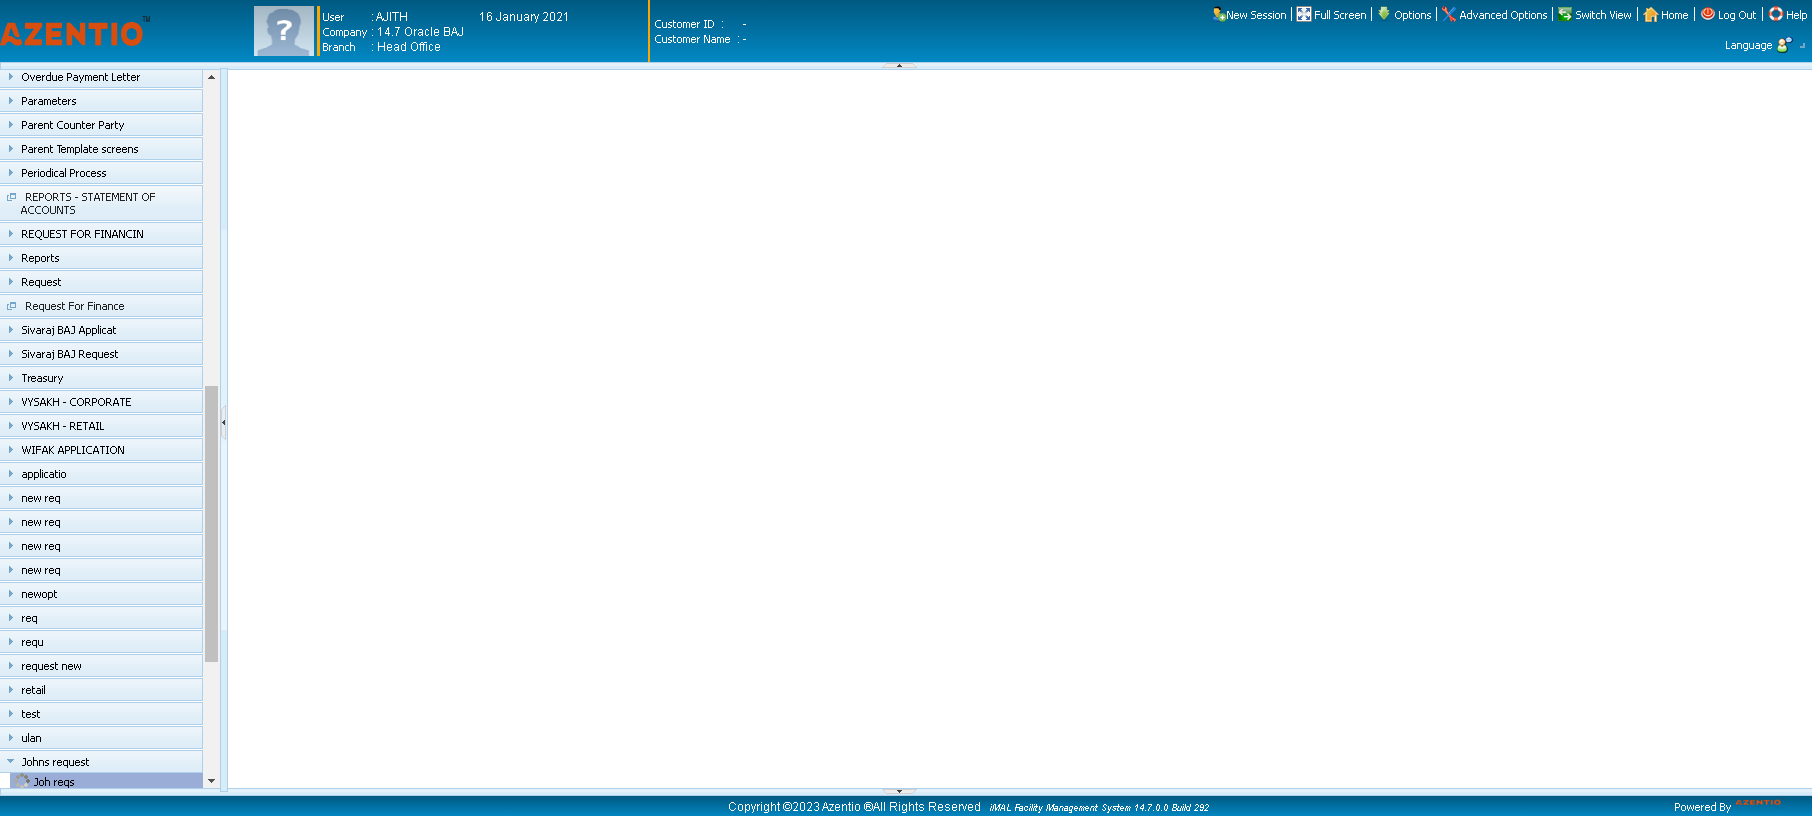 AZENTIO™
User : AJITH 16 January 2021
Company : 14.7 Oracle BAJ
Branch : Head Office
Customer ID : -
Customer Name : -
New Session Full Screen Options Advanced Options Switch View Home Log Out Help
Language
Overdue Payment Letter
Parameters
Parent Counter Party
Parent Template screens
Periodical Process
REPORTS - STATEMENT OF
ACCOUNTS
REQUEST FOR FINANCIN
Reports
Request
Request For Finance
Sivaraj BAJ Applicat
Sivaraj BAJ Request
Treasury
VYSAKH - CORPORATE
VYSAKH - RETAIL
WIFAK APPLICATION
applicatio
new req
new req
new req
new req
newopt
req
requ
request new
retail
test
ulan
Johns request
Joh reqs
Copyright ©2023 Azentio ®All Rights Reserved iMAL Facility Management System 14.7.0.0 Build 292
Powered By AZENTIO